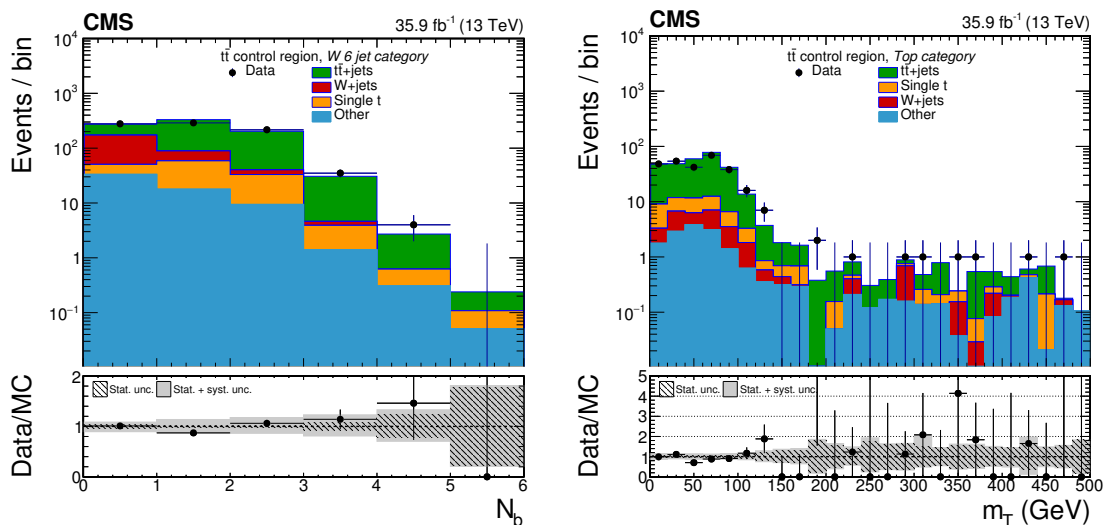 CMS 35.9 fb⁻¹ (13 TeV)
tt̄ control region, W 6 jet category
Data
tt̄+jets
W+jets
Single t
Other
Events / bin
10⁴
10³
10²
10
1
10⁻¹
Stat. unc. Stat. + syst. unc.
Data/MC
2
1
0
0 1 2 3 4 5 6
N_b
CMS 35.9 fb⁻¹ (13 TeV)
tt̄ control region, Top category
Data
tt̄+jets
Single t
W+jets
Other
Events / bin
10⁴
10³
10²
10
1
10⁻¹
Stat. unc. Stat. + syst. unc.
Data/MC
5
4
3
2
1
0
0 50 100 150 200 250 300 350 400 450 500
m_T (GeV)